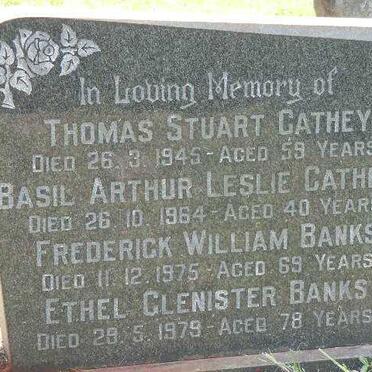 In Loving Memory of
THOMAS STUART CATHEY
DIED 26. 3. 1945 - AGED 59 YEARS
BASIL ARTHUR LESLIE CATHE
DIED 26. 10. 1964 - AGED 40 YEARS
FREDERICK WILLIAM BANKS
DIED 11. 12. 1975 - AGED 69 YEARS
ETHEL CLENISTER BANKS
DIED 29. 5. 1979 - AGED 78 YEARS